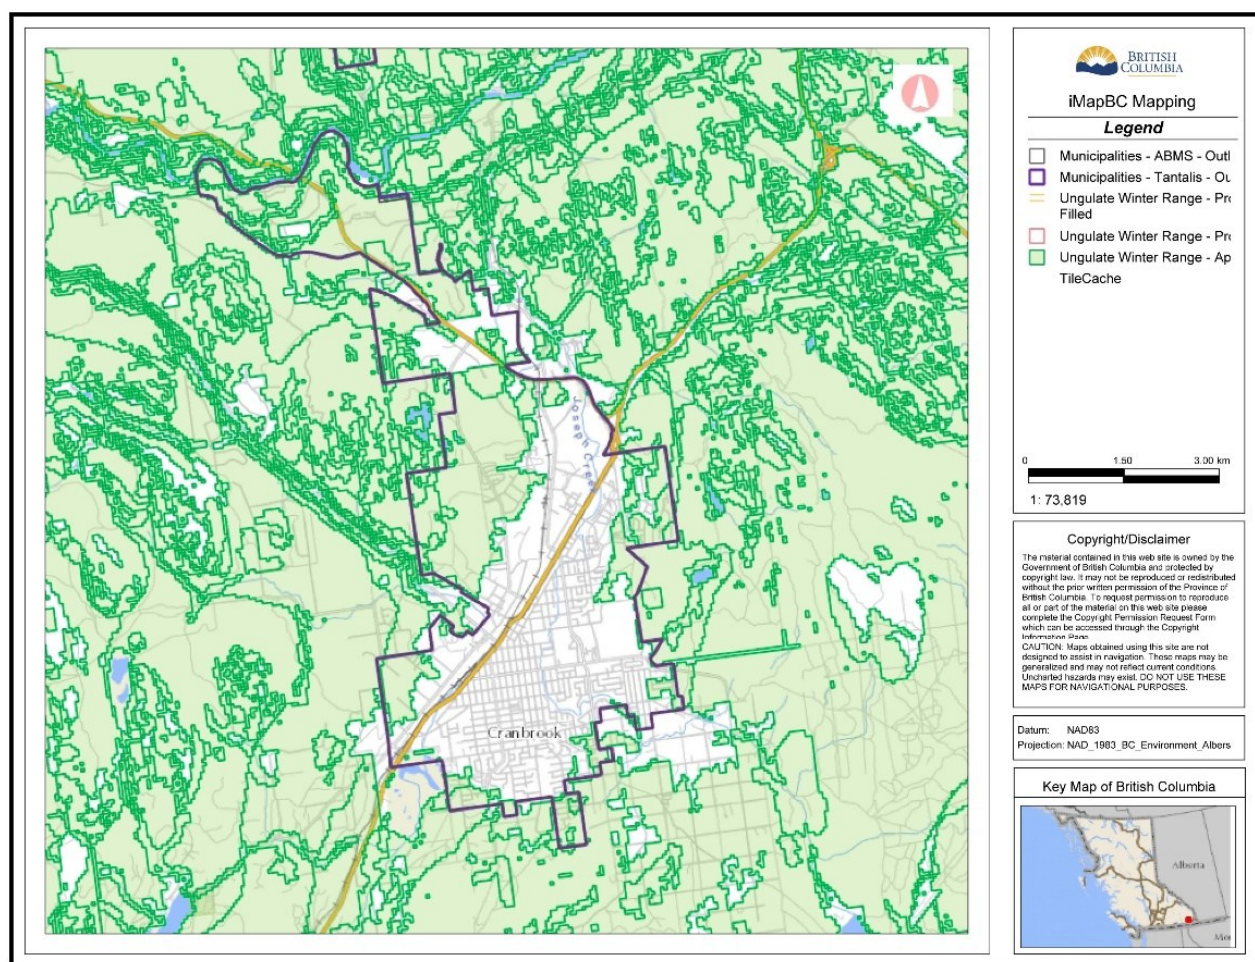 BRITISH
COLUMBIA
iMapBC Mapping
Legend
Municipalities - ABMS - Outl
Municipalities - Tantalis - Ou
Ungulate Winter Range - Pro
Filled
Ungulate Winter Range - Pro
Ungulate Winter Range - Ap
TileCache
Joseph Creek
Cranbrook
0 1.50 3.00 km
1: 73,819
Copyright/Disclaimer
The material contained in this web site is owned by the
Government of British Columbia and protected by
copyright law. It may not be reproduced or redistributed
without the prior written permission of the Province of
British Columbia. To request permission to reproduce
all or part of the material on this web site please
complete the Copyright Permission Request Form
which can be accessed through the Copyright
Information Page
CAUTION: Maps obtained using this site are not
designed to assist in navigation. These maps may be
generalized and may not reflect current conditions.
Uncharted hazards may exist. DO NOT USE THESE
MAPS FOR NAVIGATIONAL PURPOSES.
Datum: NAD83
Projection: NAD_1983_BC_Environment_Albers
Key Map of British Columbia
Alberta
Mon